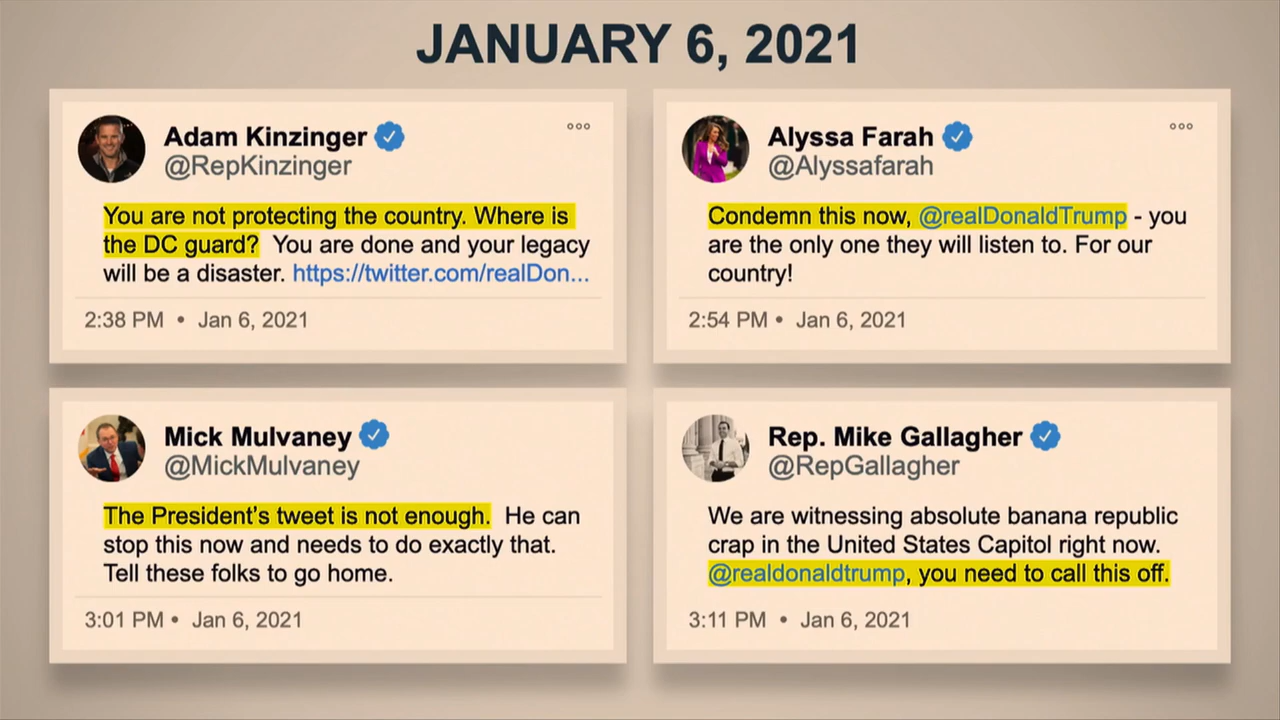 JANUARY 6, 2021
Adam Kinzinger
@RepKinzinger
You are not protecting the country. Where is
the DC guard? You are done and your legacy
will be a disaster. https://twitter.com/realDon...
2:38 PM • Jan 6, 2021
Alyssa Farah
@Alyssafarah
Condemn this now, @realDonaldTrump - you
are the only one they will listen to. For our
country!
2:54 PM • Jan 6, 2021
Mick Mulvaney
@MickMulvaney
The President’s tweet is not enough. He can
stop this now and needs to do exactly that.
Tell these folks to go home.
3:01 PM • Jan 6, 2021
Rep. Mike Gallagher
@RepGallagher
We are witnessing absolute banana republic
crap in the United States Capitol right now.
@realdonaldtrump, you need to call this off.
3:11 PM • Jan 6, 2021